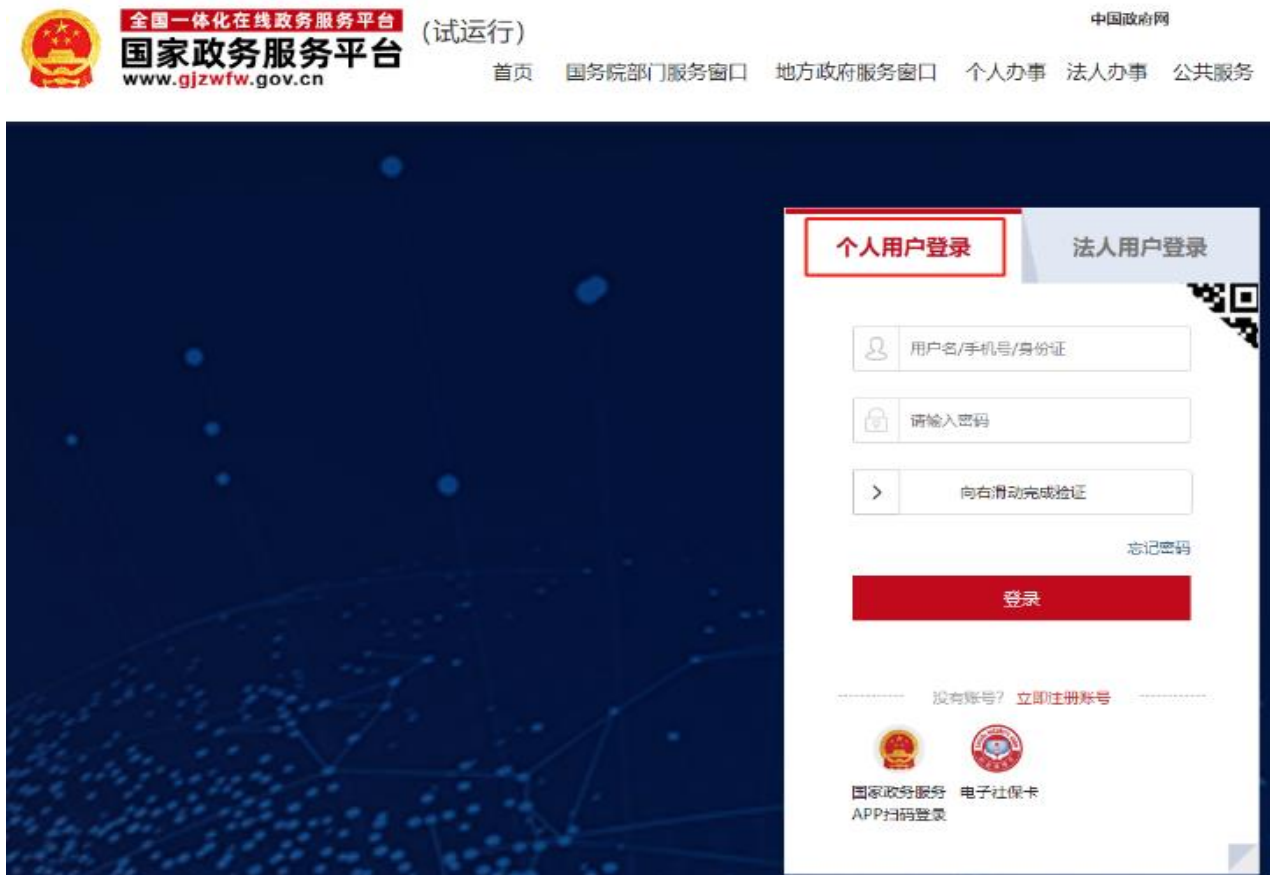 全国一体化在线政务服务平台
国家政务服务平台
www.gjzwfw.gov.cn
(试运行)
中国政府网
首页 国务院部门服务窗口 地方政府服务窗口 个人办事 法人办事 公共服务
个人用户登录 法人用户登录
用户名/手机号/身份证
请输入密码
向右滑动完成验证
忘记密码
登录
没有账号? 立即注册账号
国家政务服务 电子社保卡
APP扫码登录